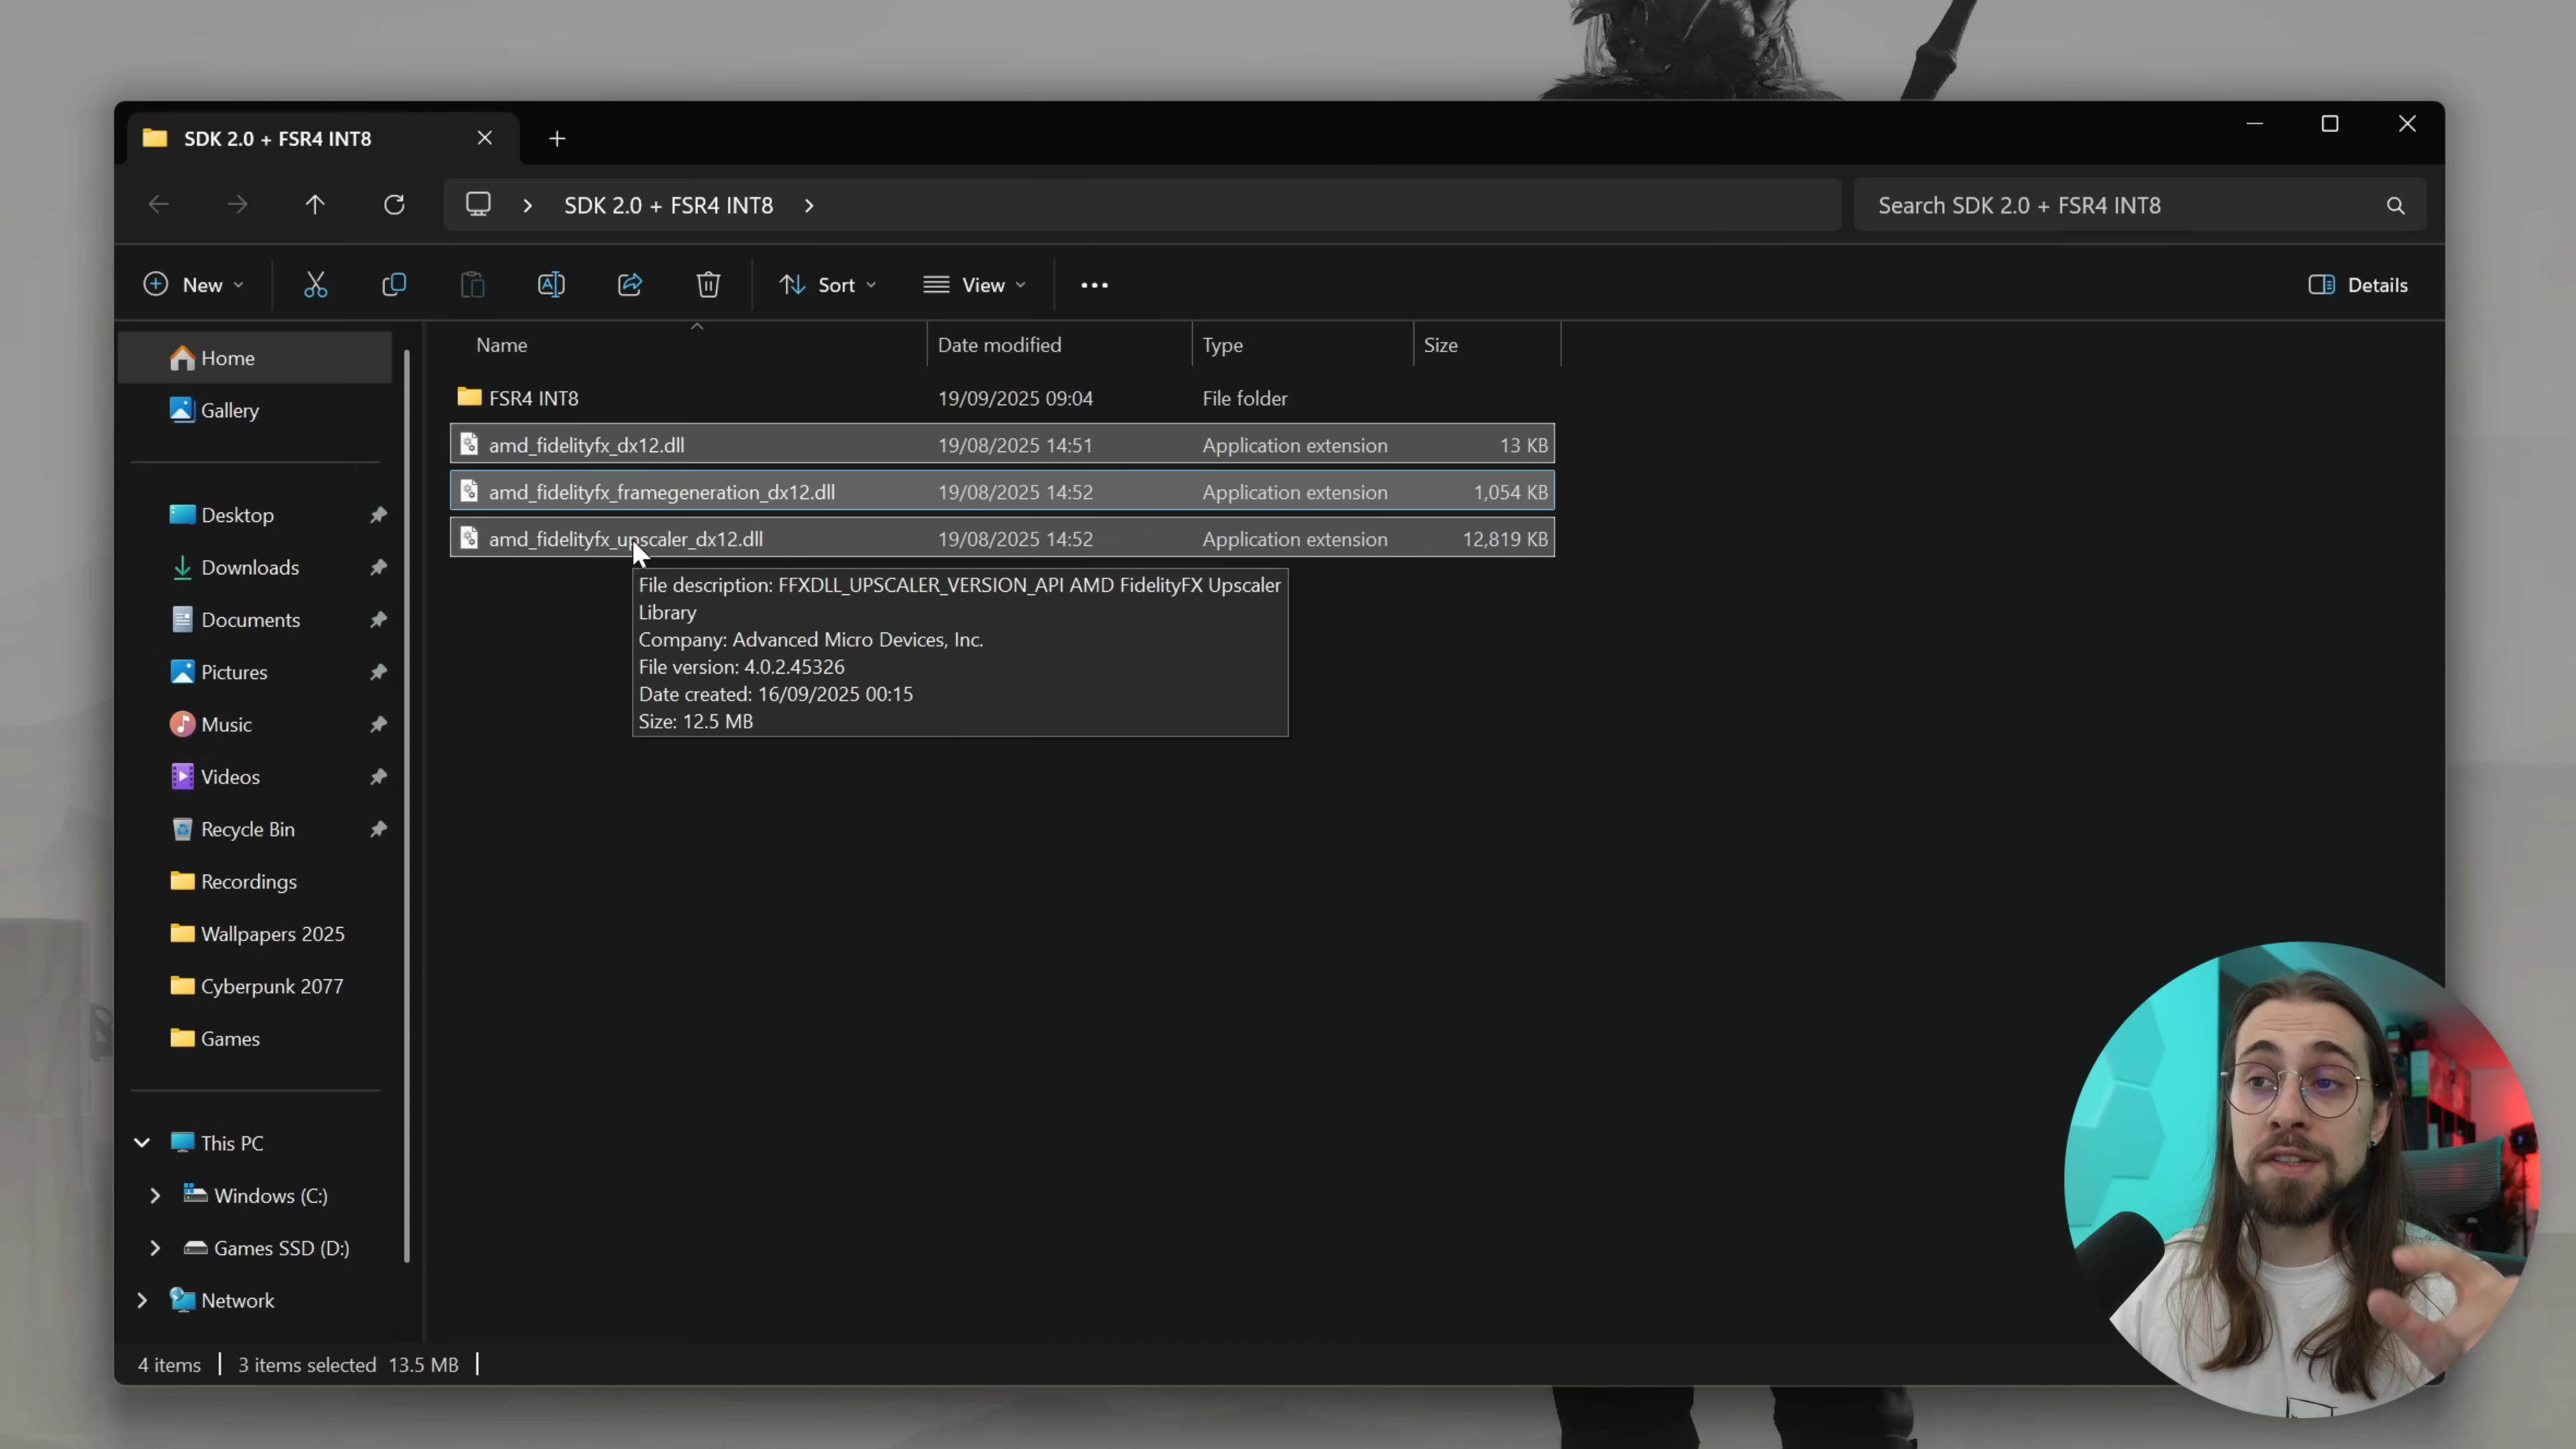 SDK 2.0 + FSR4 INT8
SDK 2.0 + FSR4 INT8
Search SDK 2.0 + FSR4 INT8
New
Sort
View
Details
Name Date modified Type Size
FSR4 INT8 19/09/2025 09:04 File folder
amd_fidelityfx_dx12.dll 19/08/2025 14:51 Application extension 13 KB
amd_fidelityfx_framegeneration_dx12.dll 19/08/2025 14:52 Application extension 1,054 KB
amd_fidelityfx_upscaler_dx12.dll 19/08/2025 14:52 Application extension 12,819 KB
File description: FFXDLL_UPSCALER_VERSION_API AMD FidelityFX Upscaler
Library
Company: Advanced Micro Devices, Inc.
File version: 4.0.2.45326
Date created: 16/09/2025 00:15
Size: 12.5 MB
Home
Gallery
Desktop
Downloads
Documents
Pictures
Music
Videos
Recycle Bin
Recordings
Wallpapers 2025
Cyberpunk 2077
Games
This PC
Windows (C:)
Games SSD (D:)
Network
4 items 3 items selected 13.5 MB